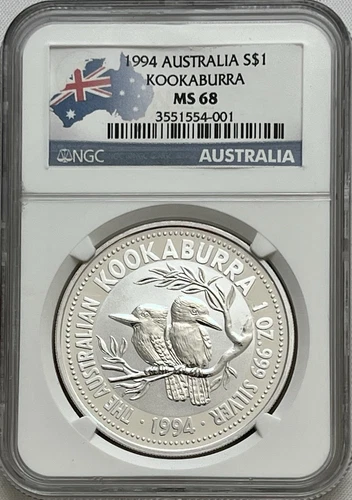 1994 AUSTRALIA S$1
KOOKABURRA
MS 68
3551554-001
NGC AUSTRALIA
THE AUSTRALIAN KOOKABURRA 1 OZ. 999 SILVER
· 1994 ·